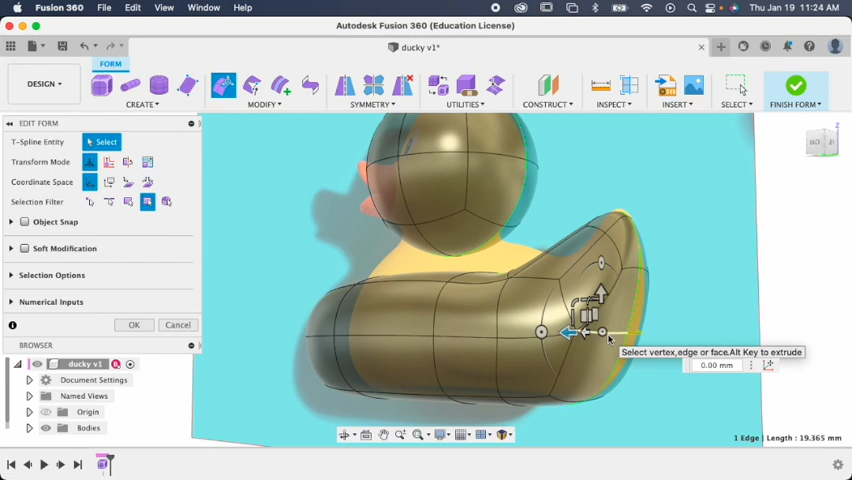 Fusion 360 File Edit View Window Help Thu Jan 19 11:24 AM
Autodesk Fusion 360 (Education License)
ducky v1*
FORM
DESIGN
CREATE MODIFY SYMMETRY UTILITIES CONSTRUCT INSPECT INSERT SELECT FINISH FORM
EDIT FORM
T-Spline Entity Select
Transform Mode
Coordinate Space
Selection Filter
Object Snap
Soft Modification
Selection Options
Numerical Inputs
OK Cancel
BROWSER
ducky v1
Document Settings
Named Views
Origin
Bodies
Z
BACK
LEFT
Select vertex,edge or face.Alt Key to extrude
0.00 mm
1 Edge | Length : 19.365 mm